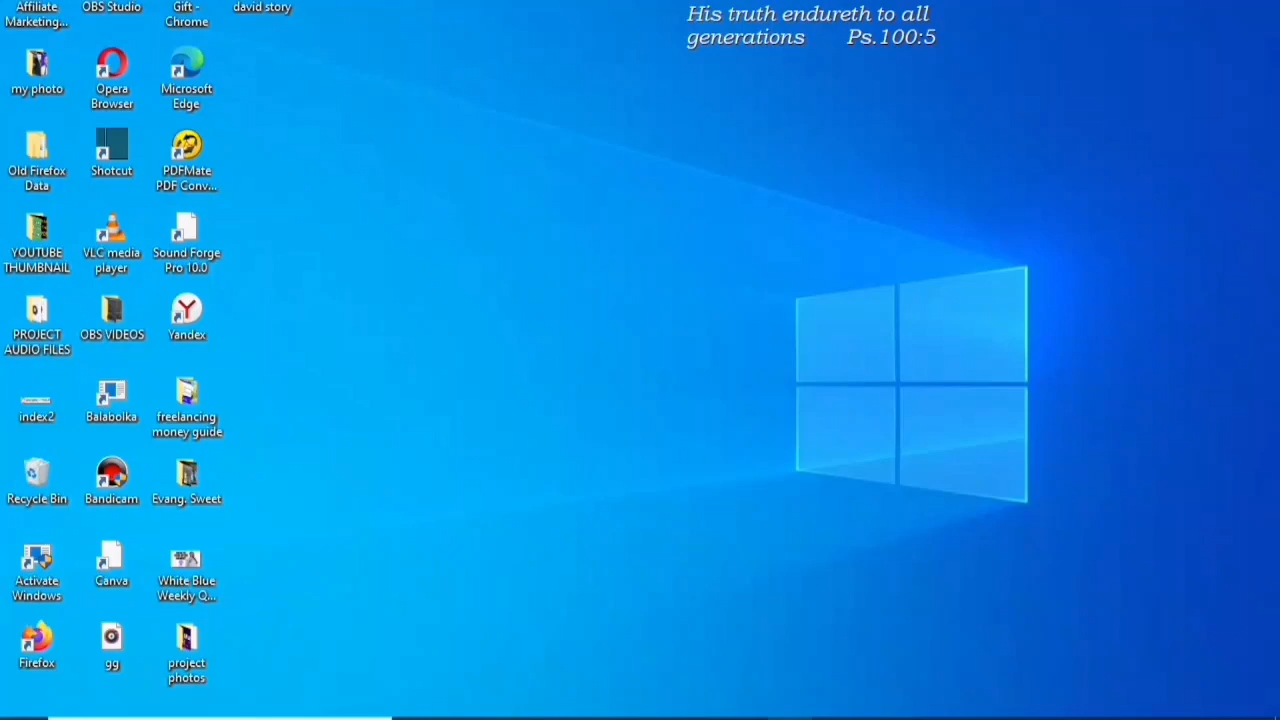 Affiliate
Marketing...
OBS Studio
Gift -
Chrome
david story
His truth endureth to all
generations Ps.100:5
my photo
Opera
Browser
Microsoft
Edge
Old Firefox
Data
Shotcut
PDFMate
PDF Conv...
YOUTUBE
THUMBNAIL
VLC media
player
Sound Forge
Pro 10.0
PROJECT
AUDIO FILES
OBS VIDEOS
Yandex
index2
Balabolka
freelancing
money guide
Recycle Bin
Bandicam
Evang. Sweet
Activate
Windows
Canva
White Blue
Weekly Q...
Firefox
gg
project
photos